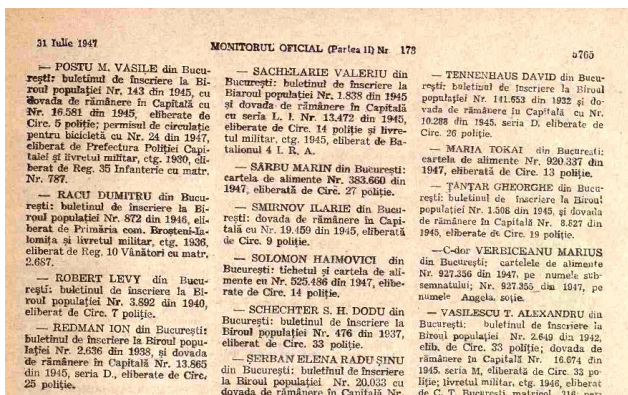 31 Iulie 1947
MONITORUL OFICIAL (Partea II) Nr. 173
5765
— POSTU M. VASILE din Bucu-
rești: buletinul de înscriere la Bi-
roul populației Nr. 143 din 1945, cu
dovada de rămânere în Capitală cu
Nr. 16.581 din 1945, eliberate de
Circ. 5 poliție; permisul de circulație
pentru bicicletă cu Nr. 24 din 1947,
eliberat de Prefectura Poliției Capi-
talei și livretul militar, ctg. 1930, eli-
berat de Reg. 35 Infanterie cu matr.
Nr. 787.
— RACU DUMITRU din Bucu-
rești: buletinul de înscriere la Bi-
roul populației Nr. 872 din 1946, eli-
berat de Primăria com. Broșteni-Ia-
lomița și livretul militar, ctg. 1936,
eliberat de Reg. 10 Vânători cu matr.
2.687.
— ROBERT LEVY din Bucu-
rești: buletinul de înscriere la Bi-
roul populației Nr. 3.892 din 1940,
eliberat de Circ. 7 poliție.
— REDMAN ION din București:
buletinul de înscriere la Biroul popu-
lației Nr. 2.636 din 1938, și dovada
de rămânere în Capitală Nr. 13.865
din 1945, seria D., eliberate de Circ.
25 poliție.
— SACHELARIE VALERIU din
București: buletinul de înscriere la
Biaroul populației Nr. 1.838 din 1945
și dovada de rămânere în Capitală
cu seria L. I. Nr. 13.472 din 1945,
eliberate de Circ. 14 poliție și livre-
tul militar, ctg. 1945, eliberat de Ba-
talionul 4 I. R. A.
— SÂRBU MARIN din București:
cartela de alimente Nr. 383.660 din
1947, eliberată de Circ. 27 poliție.
— SMIRNOV ILARIE din Bucu-
rești: dovada de rămânere în Capi-
tală cu Nr. 19.459 din 1945, eliberată
de Circ. 9 poliție.
— SOLOMON HAIMOVICI din
București: tichetul și cartela de ali-
mente cu Nr. 525.486 din 1947, elibe-
rate de Circ. 14 poliție.
— SCHECHTER S. H. DODU din
București: buletinul de înscriere la
Biroul populației Nr. 476 din 1937,
eliberat de Circ. 33 poliție.
— ȘERBAN ELENA RADU ȘINU
din București: buletinul de înscriere
la Biroul populației Nr. 20.033 cu
dovada de rămânere în Capitală Nr.
— TENNENHAUS DAVID din Bucu-
rești: buletinul de înscriere la Biroul
populației Nr. 141.653 din 1932 și do-
vada de rămânere în Capitală cu Nr.
10.288 din 1945. seria D, eliberate de
Circ. 26 poliție.
— MARIA TOKAI din București:
cartela de alimente Nr. 920.337 din
1947, eliberată de Circ. 13 poliție.
— ȚANȚAR GHEORGHE din Bucu-
rești: buletinul de înscriere la Biroul
populației Nr. 1.508 din 1945, și dovada
de rămânere în Capitală Nr. 8.827 din
1945, eliberate de Circ. 19 poliție.
—C-dor VERBICEANU MARIUS
din București; cartelele de alimente
Nr. 927.356 din 1947, pe numele sub-
semnatului; Nr. 927.355 din 1947, pe
numele Angela, soție.
— VASILESCU T. ALEXANDRU din
București: buletinul de înscriere la
Biroul populației Nr. 2.649 din 1942,
elib. de Circ. 33 poliție; dovada de
rămânere în Capitală Nr. 16.074 din
1945. seria M, eliberată de Circ. 33 po-
liție; livretul militar, ctg. 1946, eliberat
de C. T. București, matricol 316;